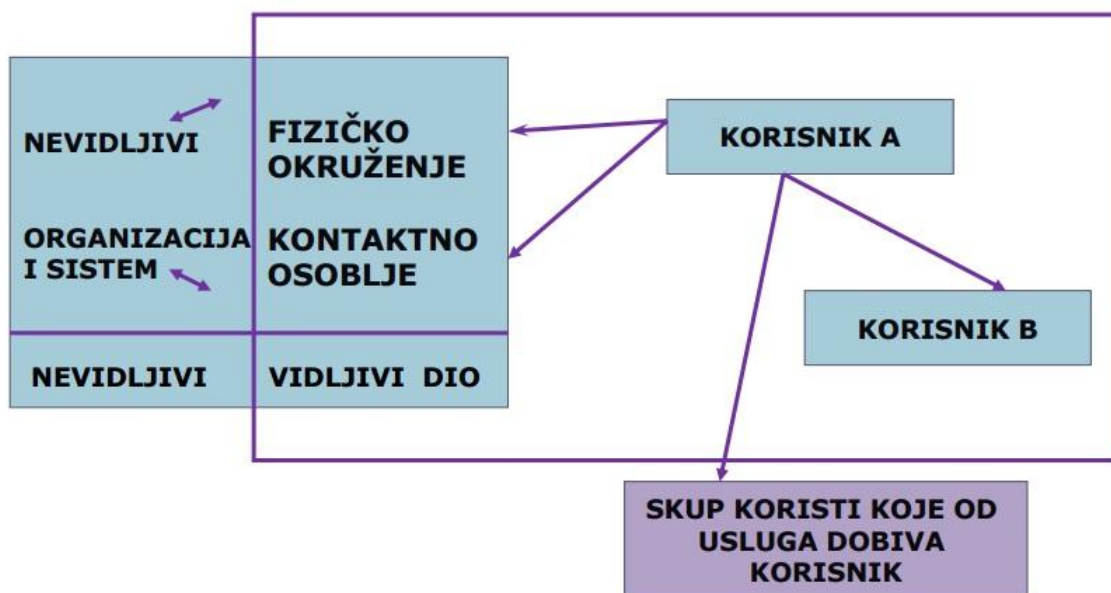 NEVIDLJIVI
ORGANIZACIJA
I SISTEM
FIZIČKO
OKRUŽENJE
KONTAKTNO
OSOBLJE
NEVIDLJIVI
VIDLJIVI DIO
KORISNIK A
KORISNIK B
SKUP KORISTI KOJE OD
USLUGA DOBIVA
KORISNIK